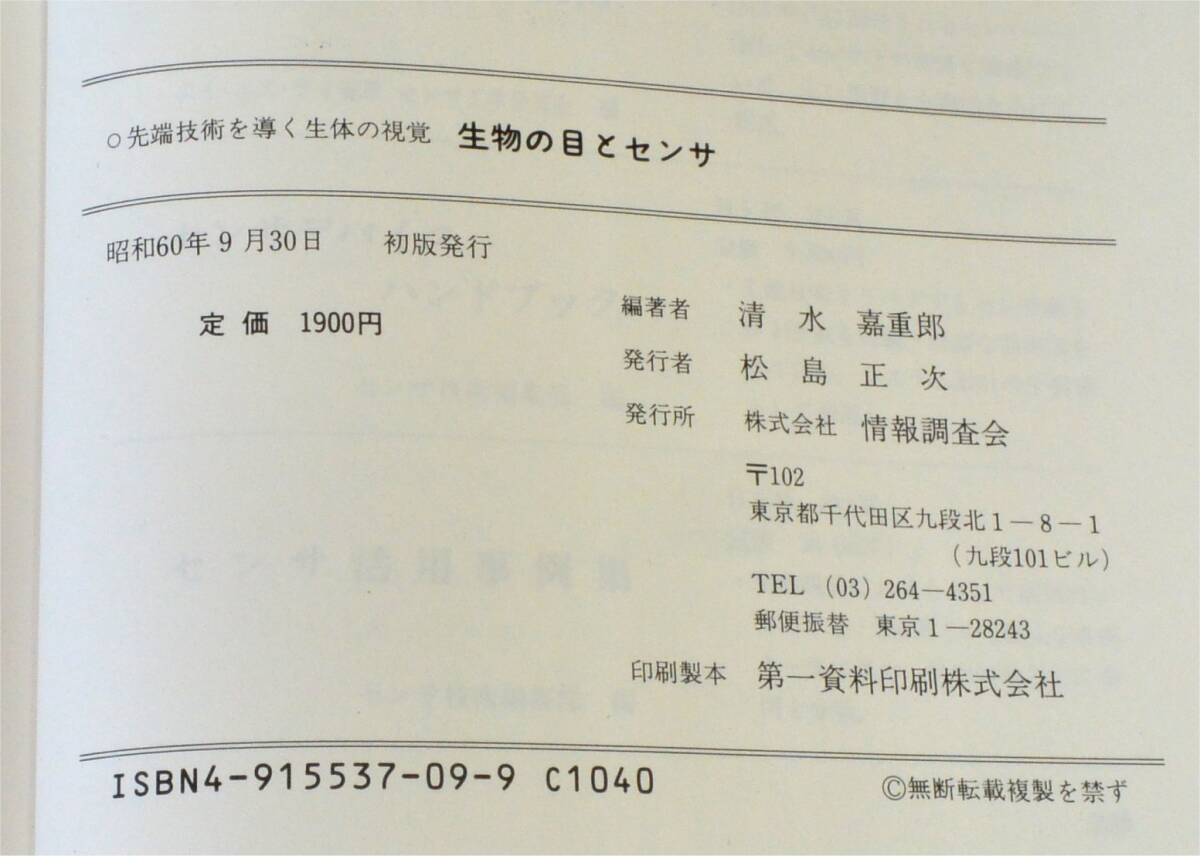 ○先端技術を導く生体の視覚 生物の目とセンサ
昭和60年9月30日 初版発行
定価 1900円
編著者 清水 嘉重郎
発行者 松島正次
発行所 株式会社 情報調査会
〒102
東京都千代田区九段北1－8－1
（九段101ビル）
TEL（03）264－4351
郵便振替 東京1－28243
印刷製本 第一資料印刷株式会社
ISBN4-915537-09-9 C1040
©無断転載複製を禁ず